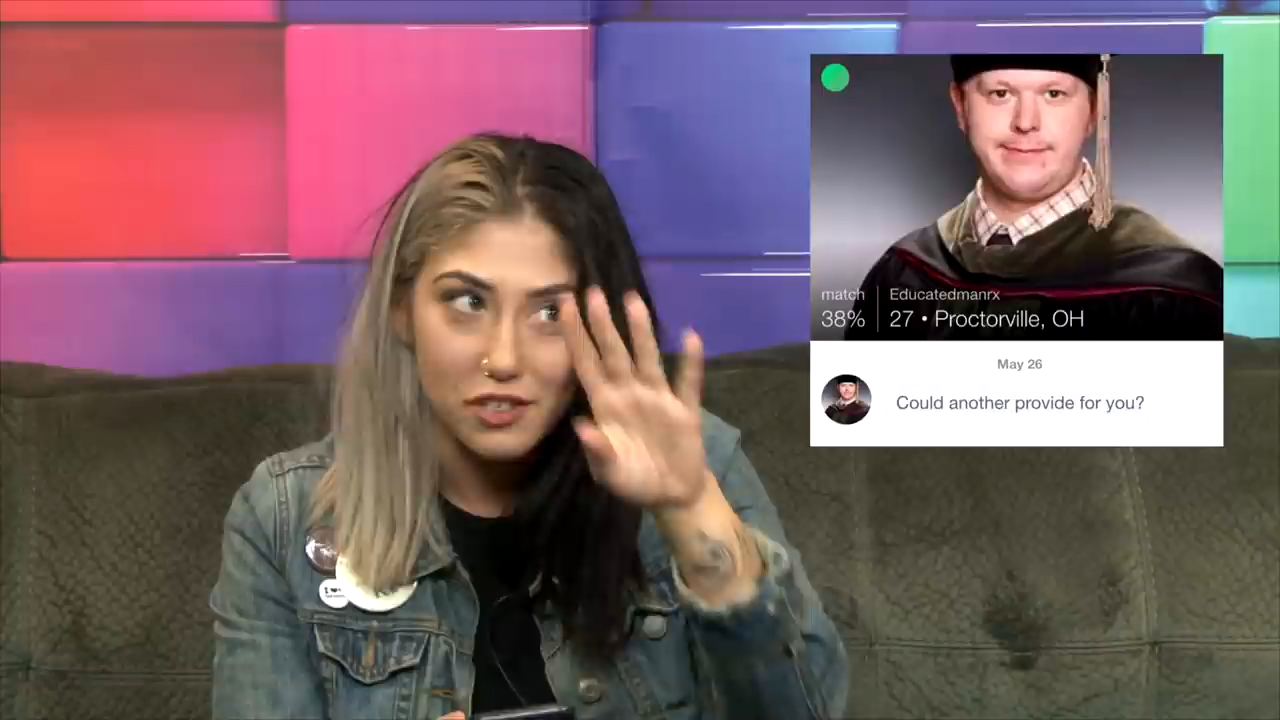 match
Educatedmanrx
38%
27 • Proctorville, OH
May 26
Could another provide for you?